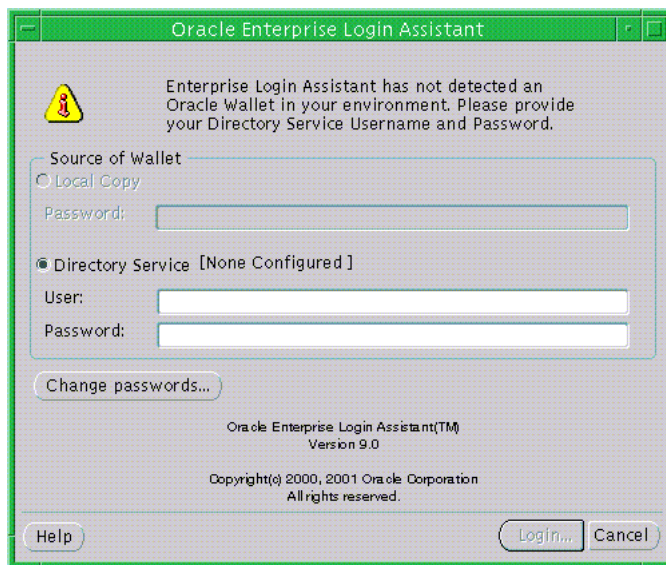 Oracle Enterprise Login Assistant
Enterprise Login Assistant has not detected an
Oracle Wallet in your environment. Please provide
your Directory Service Username and Password.
Source of Wallet
Local Copy
Password:
Directory Service [None Configured ]
User:
Password:
Change passwords...
Oracle Enterprise Login Assistant(TM)
Version 9.0
Copyright(c) 2000, 2001 Oracle Corporation
All rights reserved.
Help Login... Cancel